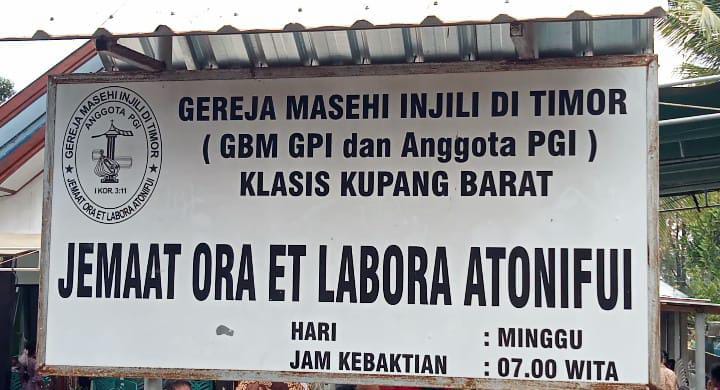 GEREJA MASEHI INJILI DI TIMOR
ANGGOTA PGI
I KOR. 3:11
JEMAAT ORA ET LABORA ATONIFUI
GEREJA MASEHI INJILI DI TIMOR
( GBM GPI dan Anggota PGI )
KLASIS KUPANG BARAT
JEMAAT ORA ET LABORA ATONIFUI
HARI : MINGGU
JAM KEBAKTIAN : 07.00 WITA